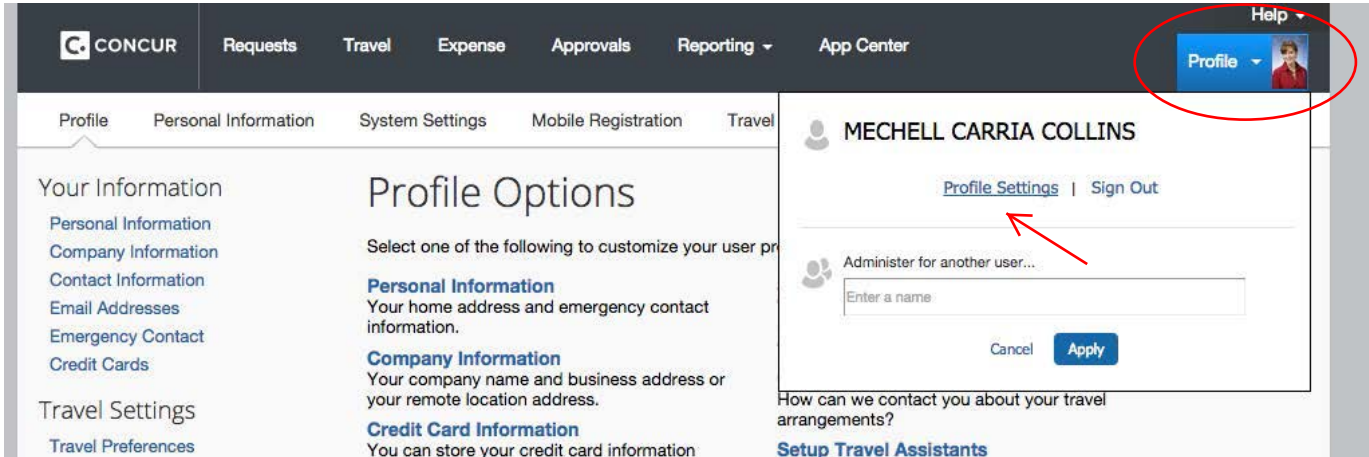 Help
C. CONCUR Requests Travel Expense Approvals Reporting App Center
Profile
Profile Personal Information System Settings Mobile Registration Travel
MECHELL CARRIA COLLINS
Profile Settings | Sign Out
Administer for another user...
Enter a name
Cancel Apply
Your Information
Personal Information
Company Information
Contact Information
Email Addresses
Emergency Contact
Credit Cards
Travel Settings
Travel Preferences
Profile Options
Select one of the following to customize your user pr
Personal Information
Your home address and emergency contact
information.
Company Information
Your company name and business address or
your remote location address.
Credit Card Information
You can store your credit card information
How can we contact you about your travel
arrangements?
Setup Travel Assistants